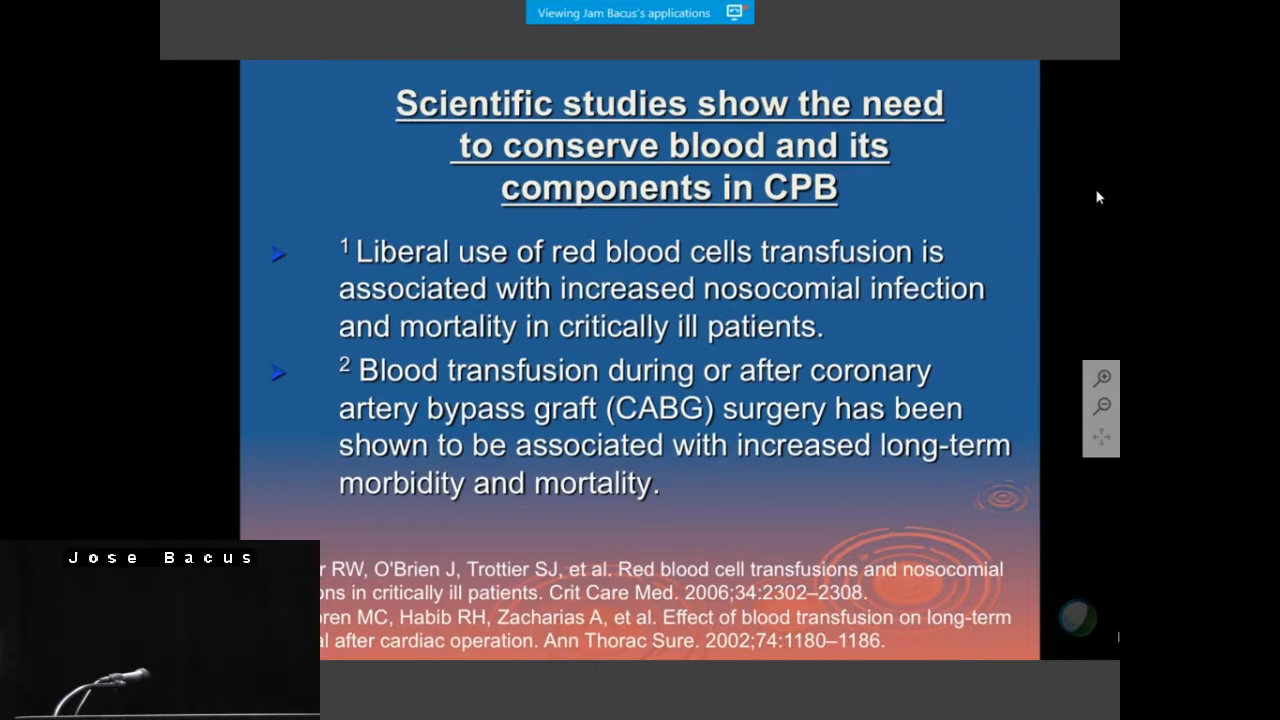 Viewing Jam Bacus's applications
Scientific studies show the need
to conserve blood and its
components in CPB
1 Liberal use of red blood cells transfusion is
associated with increased nosocomial infection
and mortality in critically ill patients.
2 Blood transfusion during or after coronary
artery bypass graft (CABG) surgery has been
shown to be associated with increased long-term
morbidity and mortality.
RW, O'Brien J, Trottier SJ, et al. Red blood cell transfusions and nosocomial
in critically ill patients. Crit Care Med. 2006;34:2302–2308.
MC, Habib RH, Zacharias A, et al. Effect of blood transfusion on long-term
after cardiac operation. Ann Thorac Sure. 2002;74:1180–1186.
Jose Bacus